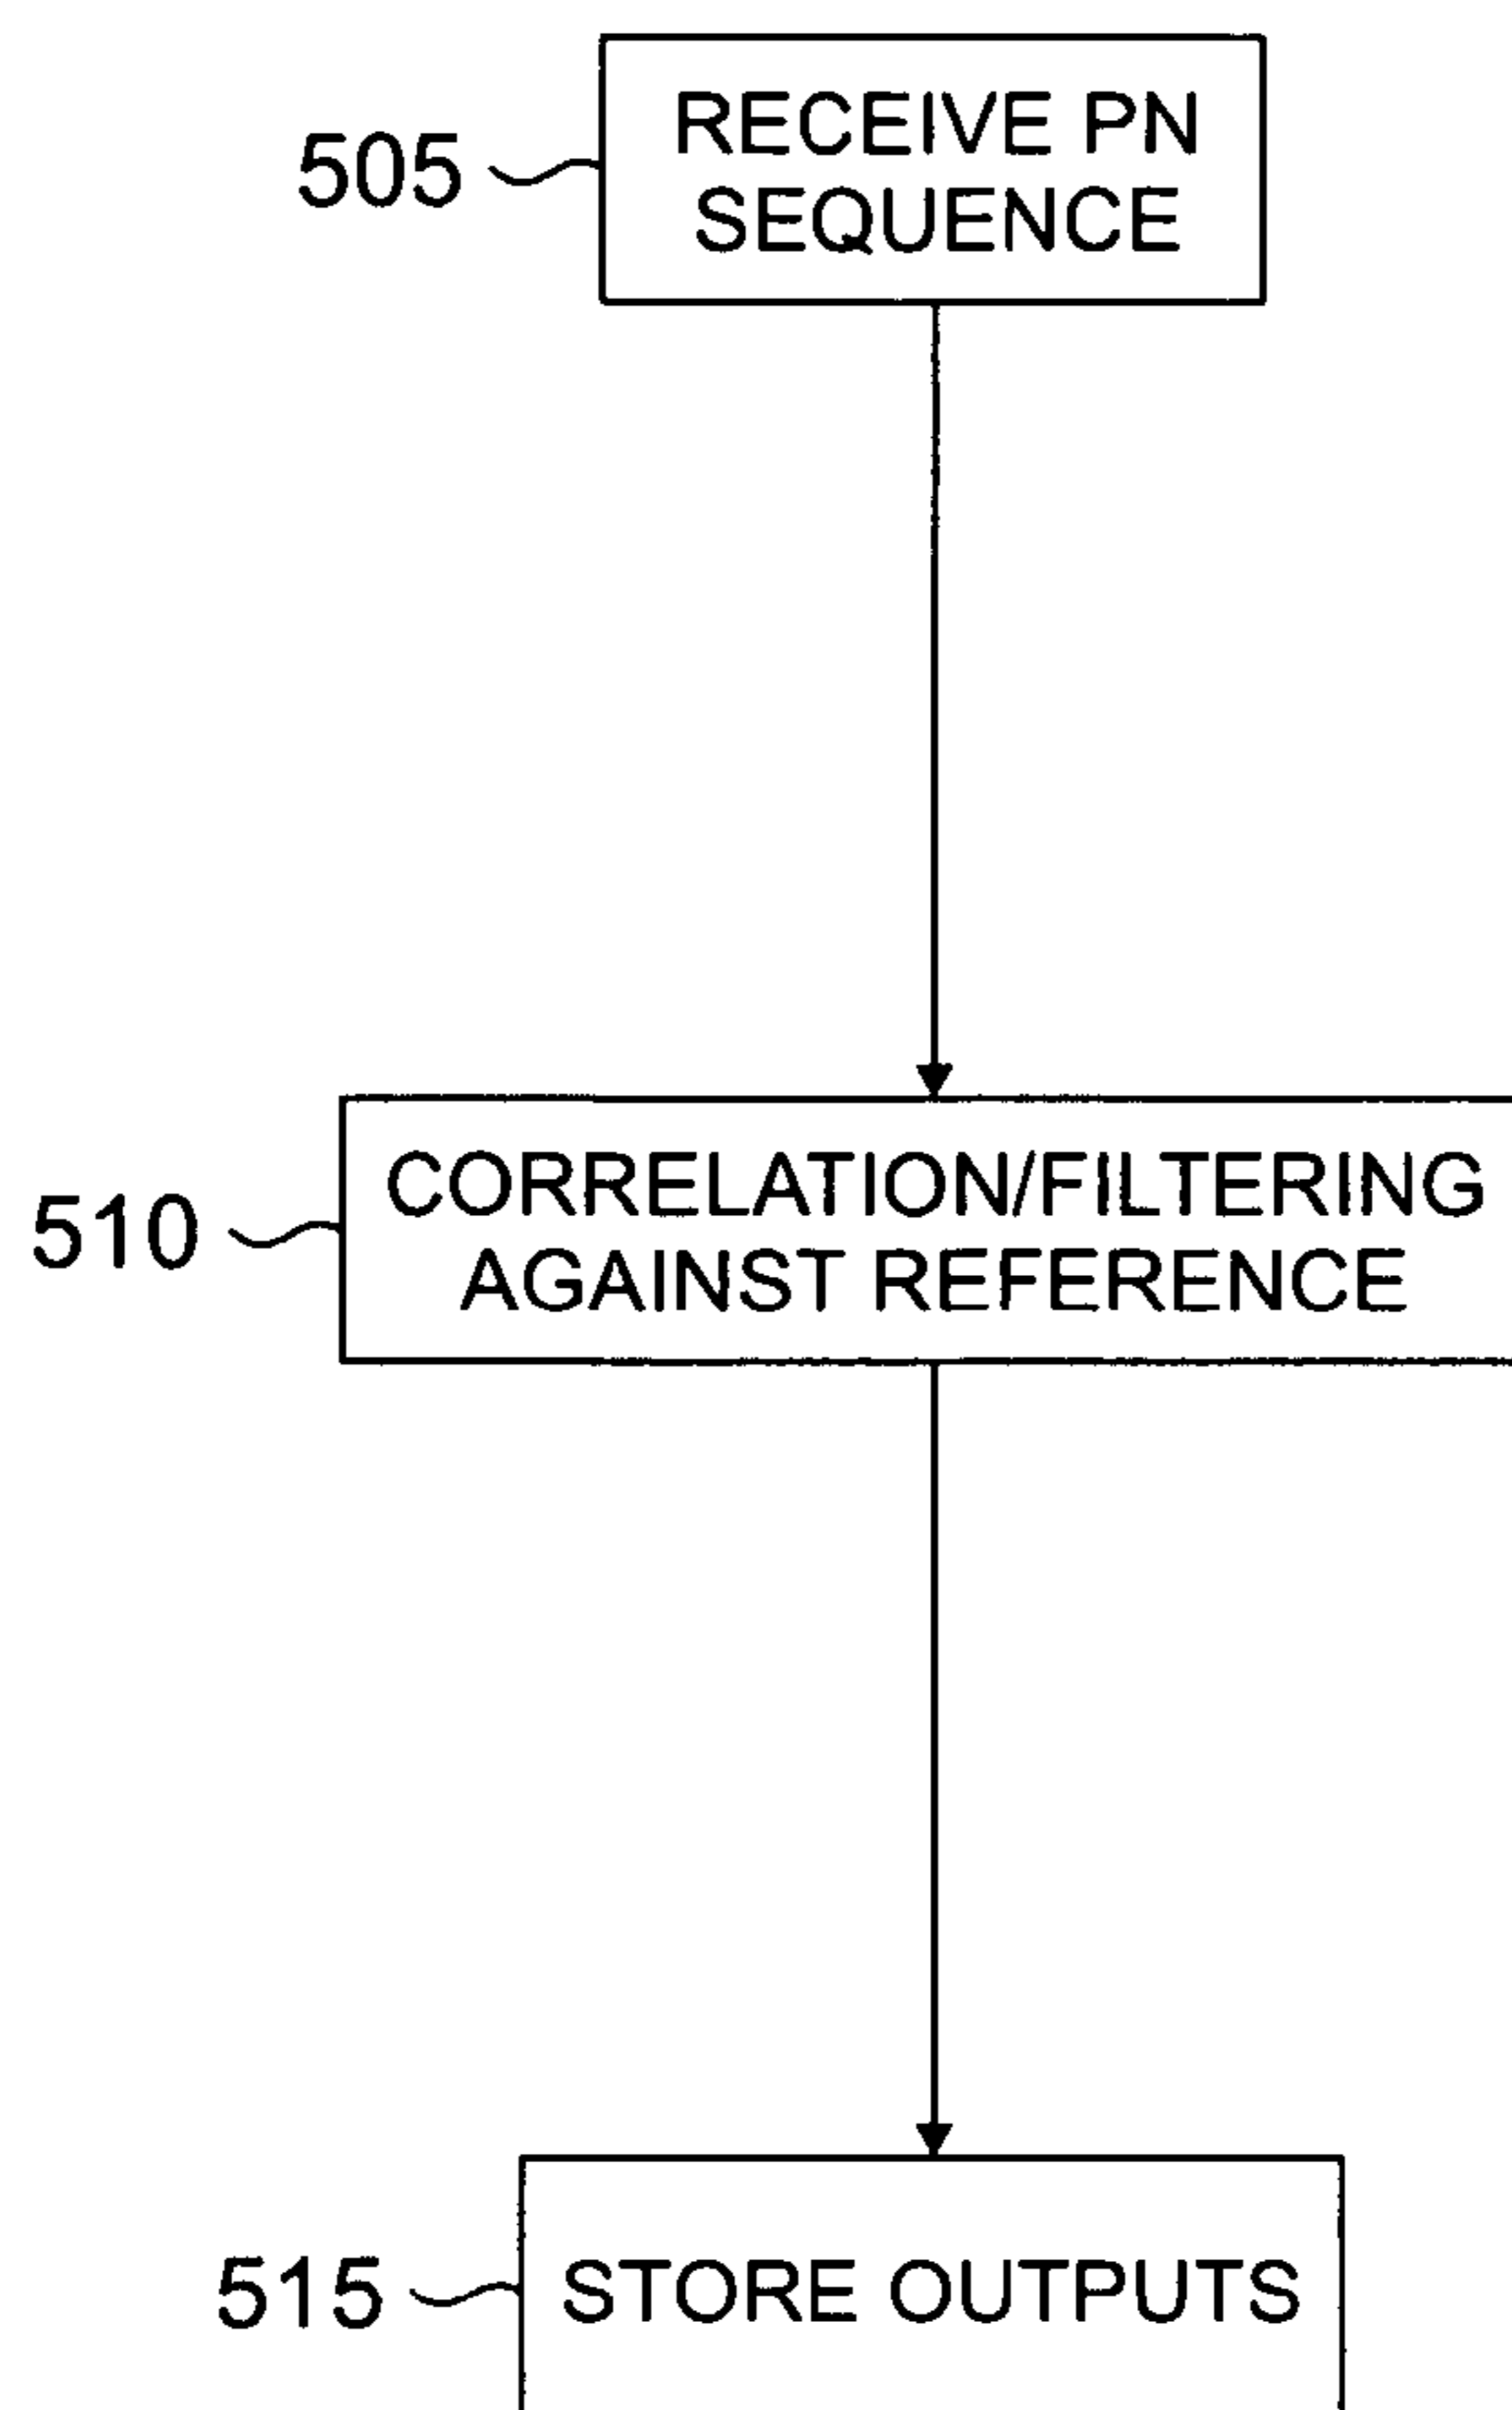 505
RECEIVE PN
SEQUENCE
510
CORRELATION/FILTERING
AGAINST REFERENCE
515
STORE OUTPUTS